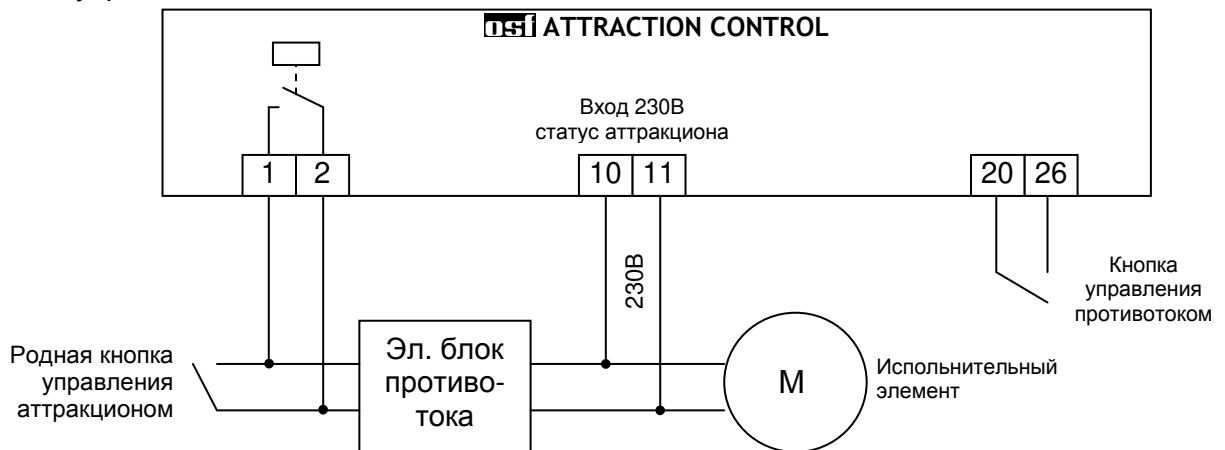 osf ATTRACTION CONTROL
Вход 230В
статус аттракциона
1 2
10 11
20 26
230В
Кнопка
управления
противотоком
Родная кнопка
управления
аттракционом
Эл. блок
противо-
тока
М
Испольнительный
элемент